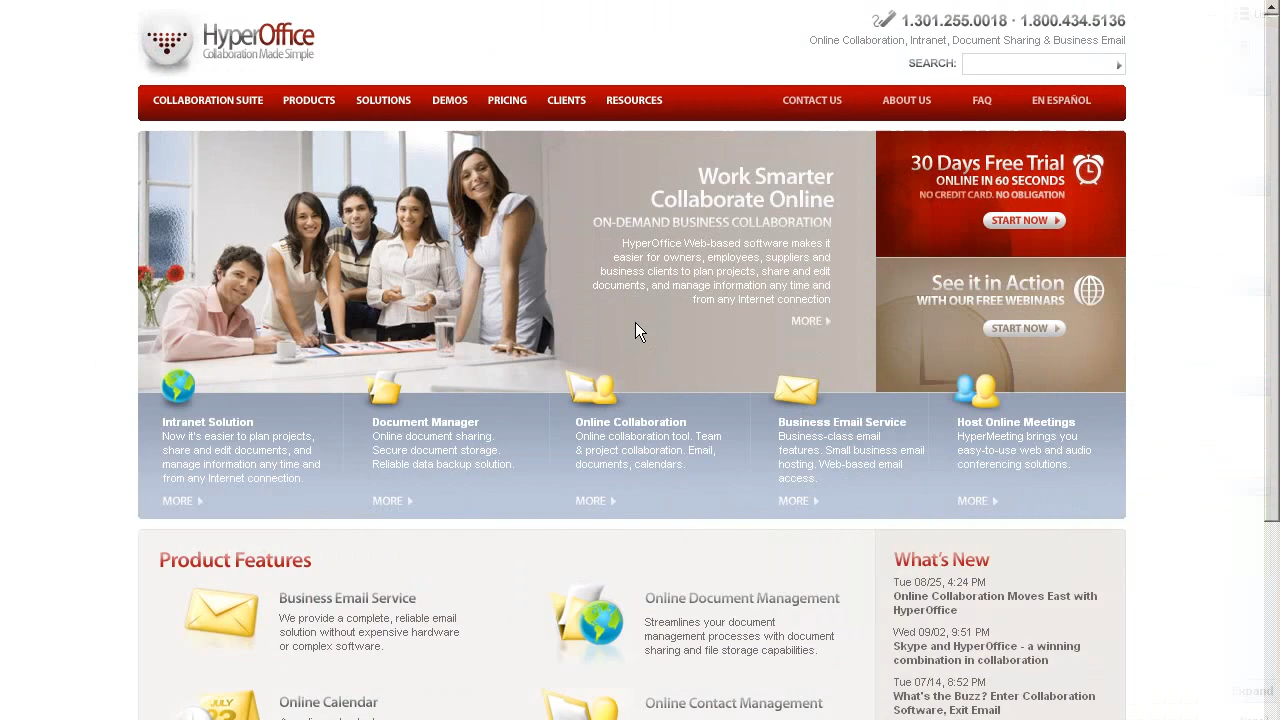 HyperOffice
Collaboration Made Simple
1.301.255.0018 · 1.800.434.5136
Online Collaboration, Intranet, Document Sharing & Business Email
SEARCH:
COLLABORATION SUITE PRODUCTS SOLUTIONS DEMOS PRICING CLIENTS RESOURCES CONTACT US ABOUT US FAQ EN ESPAÑOL
Work Smarter
Collaborate Online
ON-DEMAND BUSINESS COLLABORATION
HyperOffice Web-based software makes it
easier for owners, employees, suppliers and
business clients to plan projects, share and edit
documents, and manage information any time and
from any Internet connection
MORE
30 Days Free Trial
ONLINE IN 60 SECONDS
NO CREDIT CARD. NO OBLIGATION
START NOW
See it in Action
WITH OUR FREE WEBINARS
START NOW
Intranet Solution
Now it's easier to plan projects,
share and edit documents, and
manage information any time and
from any Internet connection.
MORE
Document Manager
Online document sharing.
Secure document storage.
Reliable data backup solution.
MORE
Online Collaboration
Online collaboration tool. Team
& project collaboration. Email,
documents, calendars.
MORE
Business Email Service
Business-class email
features. Small business email
hosting. Web-based email
access.
MORE
Host Online Meetings
HyperMeeting brings you
easy-to-use web and audio
conferencing solutions.
MORE
Product Features
Business Email Service
We provide a complete, reliable email
solution without expensive hardware
or complex software.
Online Document Management
Streamlines your document
management processes with document
sharing and file storage capabilities.
JULY
Online Calendar
Online Contact Management
What's New
Tue 08/25, 4:24 PM
Online Collaboration Moves East with
HyperOffice
Wed 09/02, 9:51 PM
Skype and HyperOffice - a winning
combination in collaboration
Tue 07/14, 8:52 PM
What's the Buzz? Enter Collaboration
Software, Exit Email
Expand